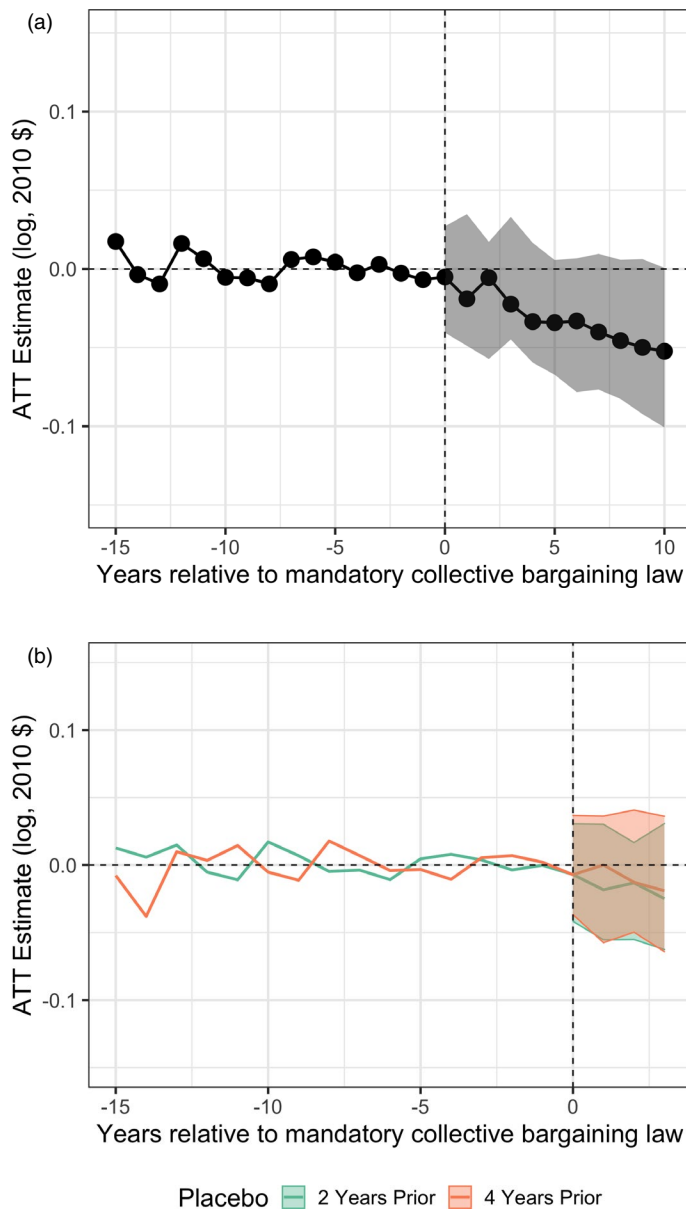 (a)
ATT Estimate (log, 2010 $)
0.1
0.0
-0.1
-15
-10
-5
0
5
10
Years relative to mandatory collective bargaining law
(b)
ATT Estimate (log, 2010 $)
0.1
0.0
-0.1
-15
-10
-5
0
Years relative to mandatory collective bargaining law
Placebo 2 Years Prior 4 Years Prior